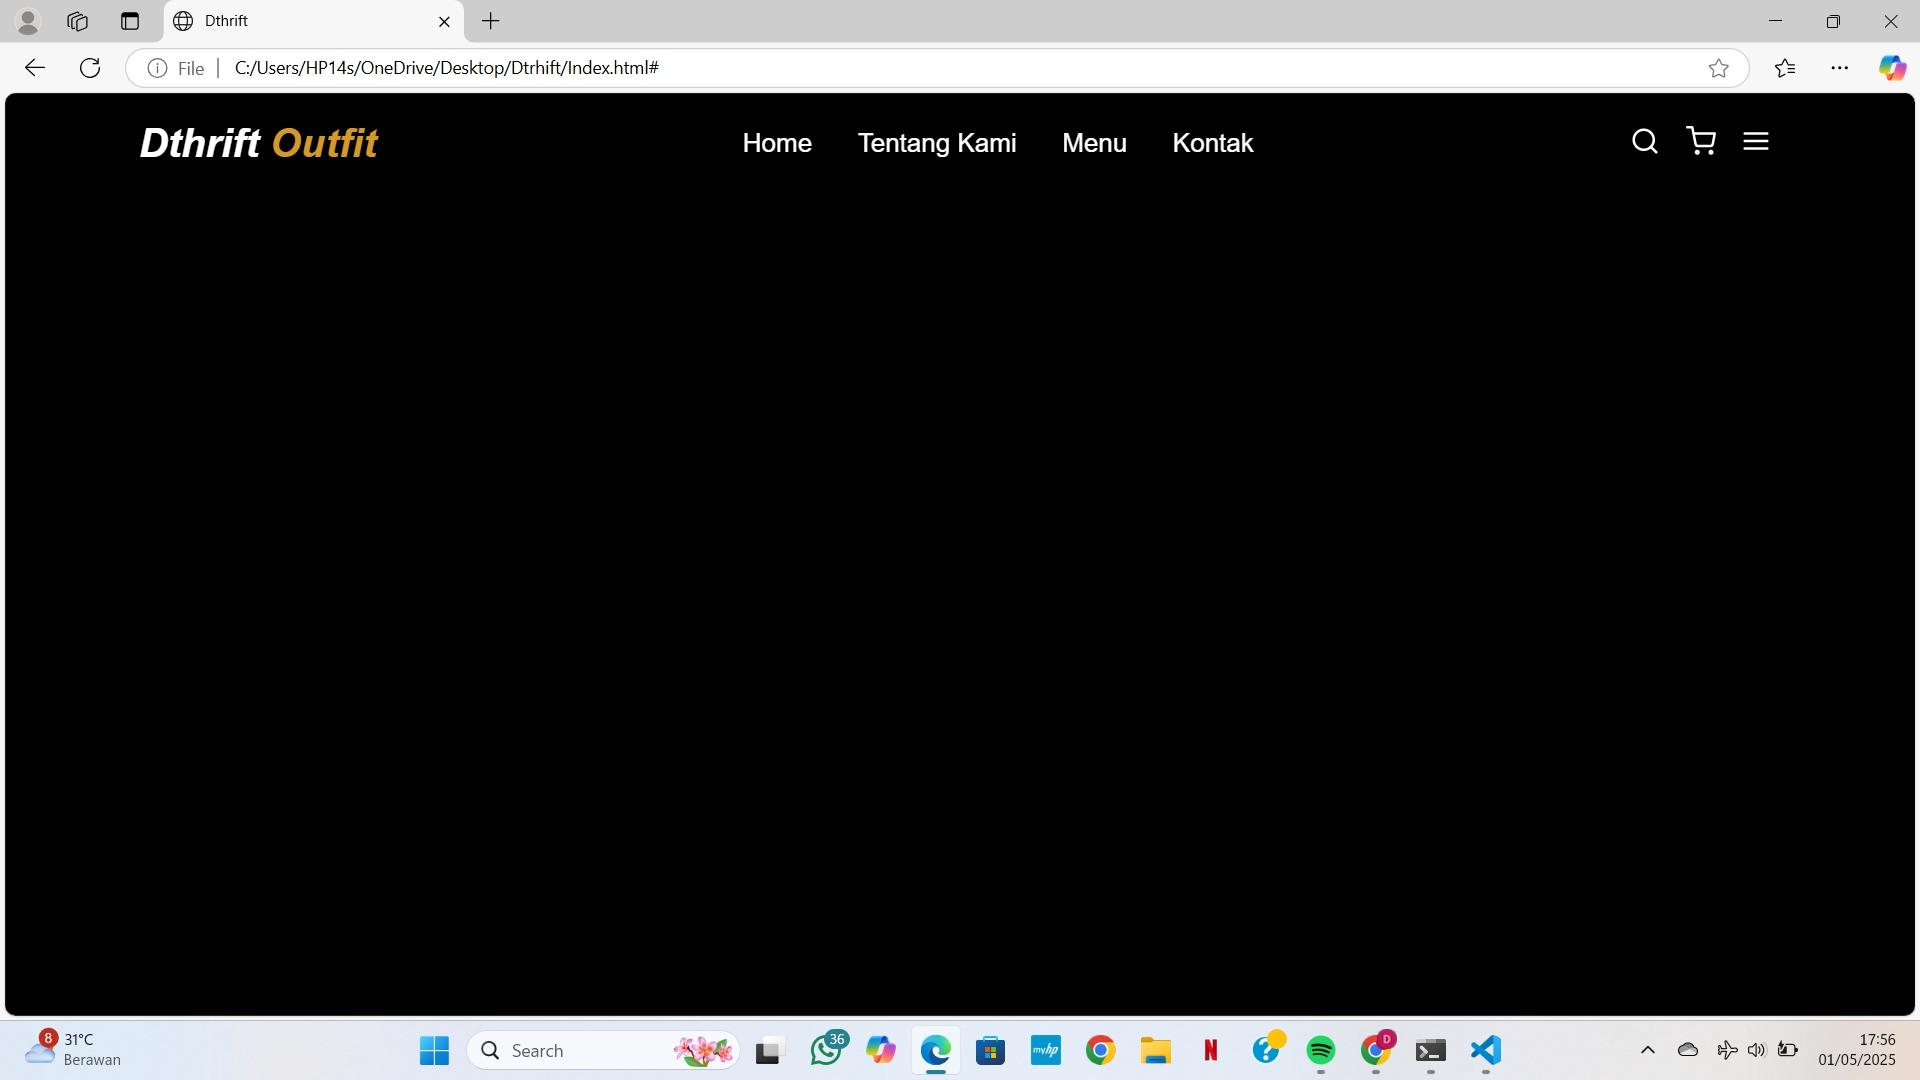 Dthrift
File
C:/Users/HP14s/OneDrive/Desktop/Dtrhift/Index.html#
Dthrift Outfit
Home
Tentang Kami
Menu
Kontak
8
31°C
Berawan
Search
36
myhp
N
?
D
17:56
01/05/2025